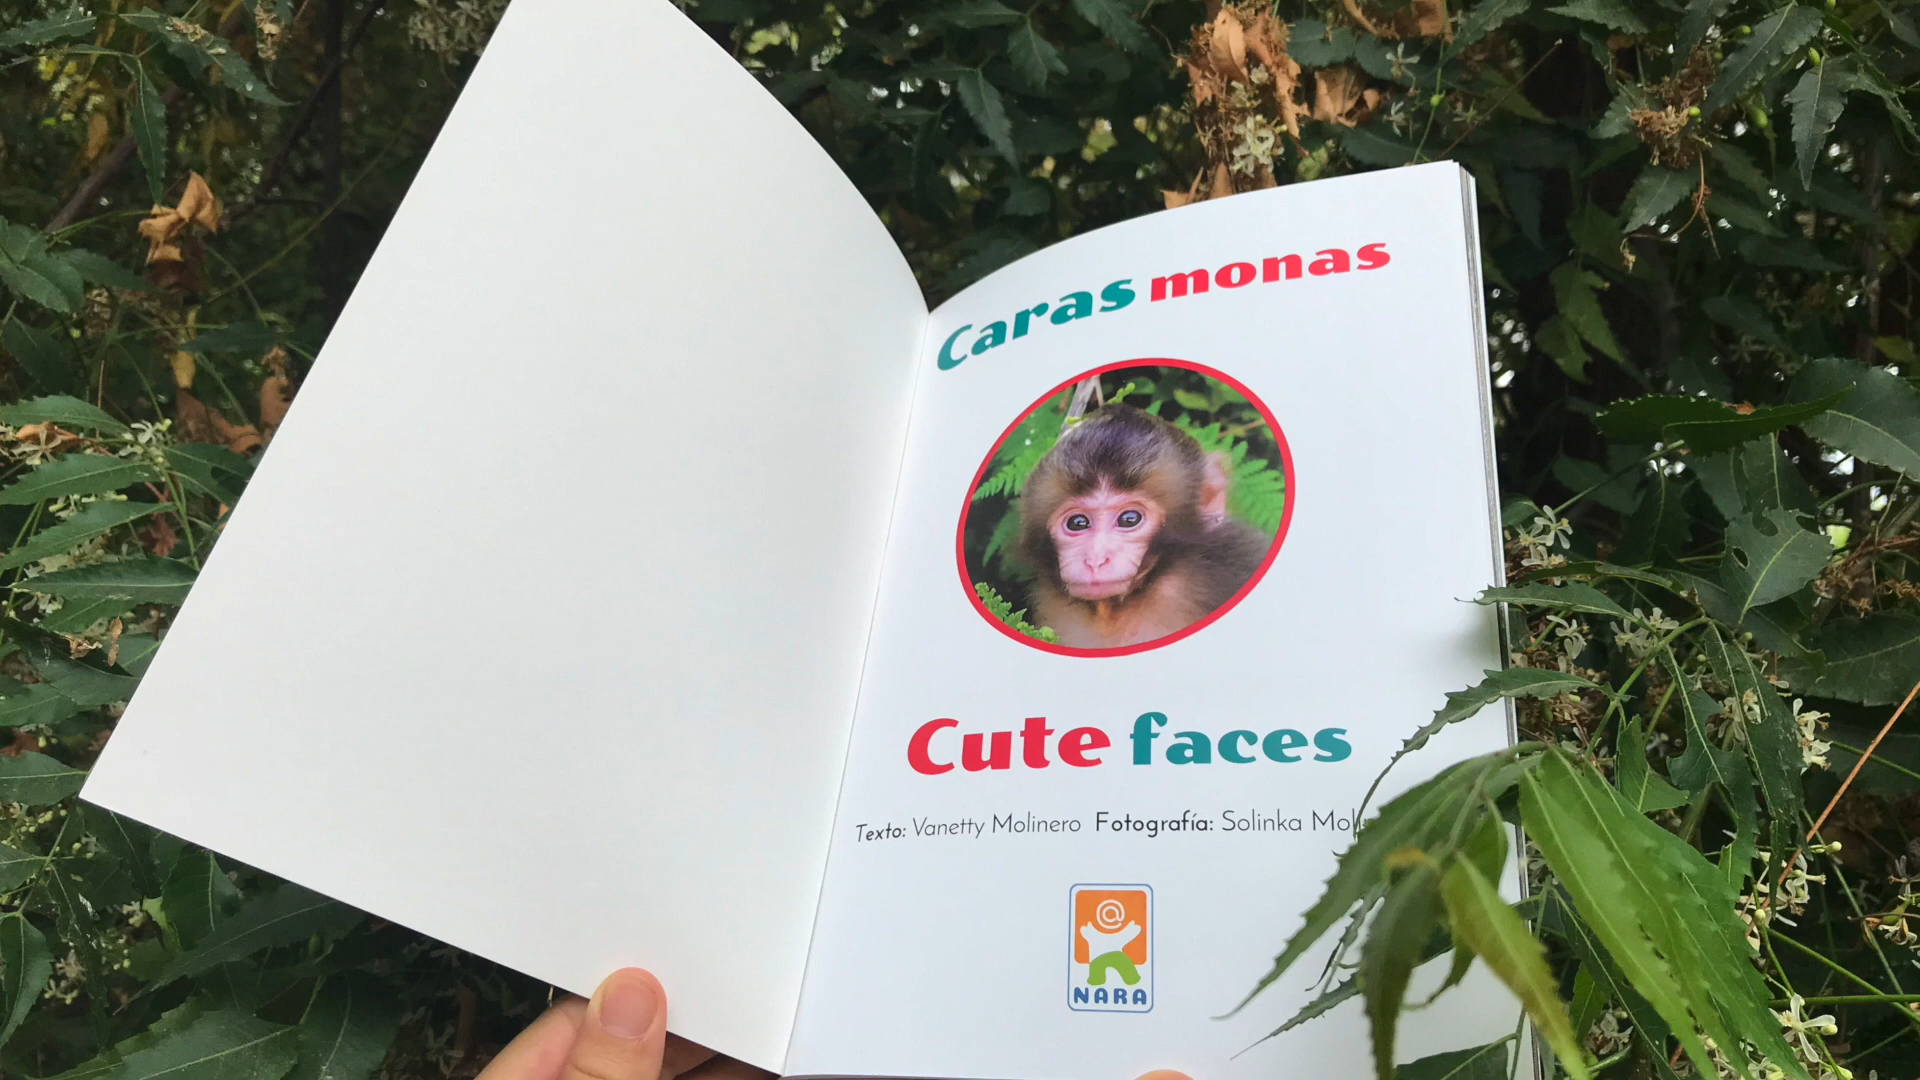 Caras monas
Cute faces
Texto: Vanetty Molinero Fotografía: Solinka
@
NARA